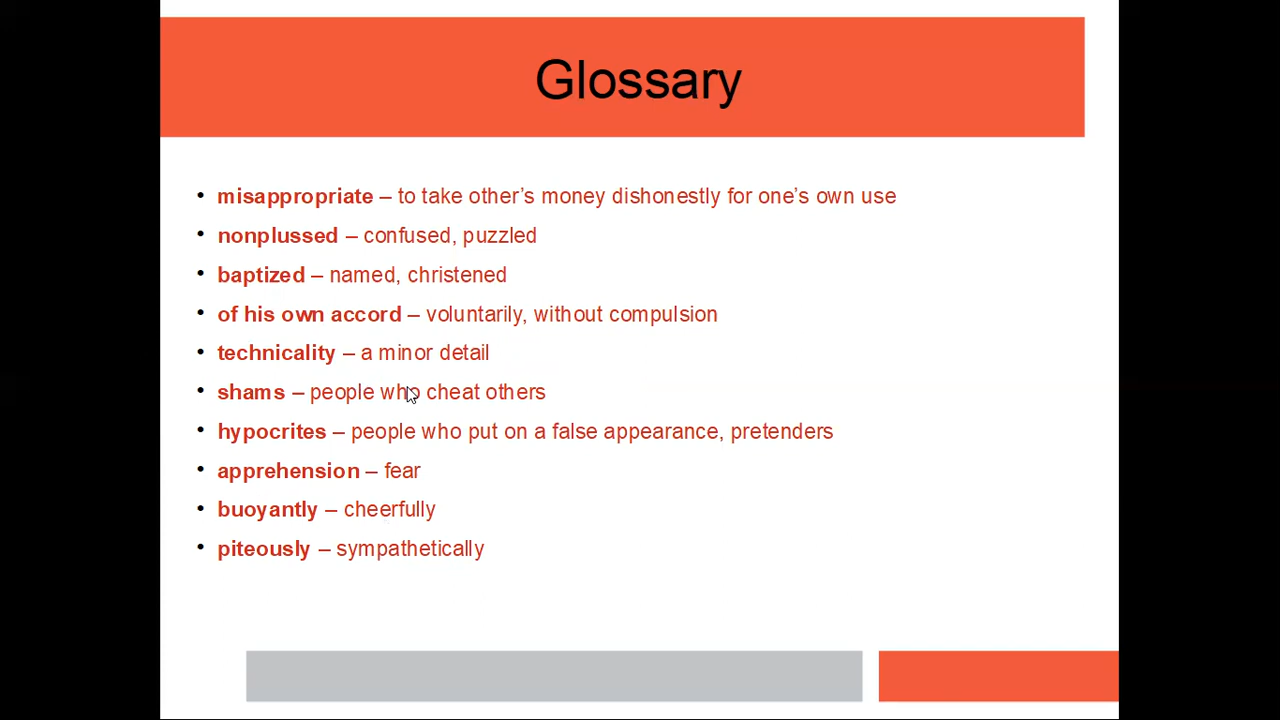 Glossary
• misappropriate – to take other’s money dishonestly for one’s own use
• nonplussed – confused, puzzled
• baptized – named, christened
• of his own accord – voluntarily, without compulsion
• technicality – a minor detail
• shams – people who cheat others
• hypocrites – people who put on a false appearance, pretenders
• apprehension – fear
• buoyantly – cheerfully
• piteously – sympathetically